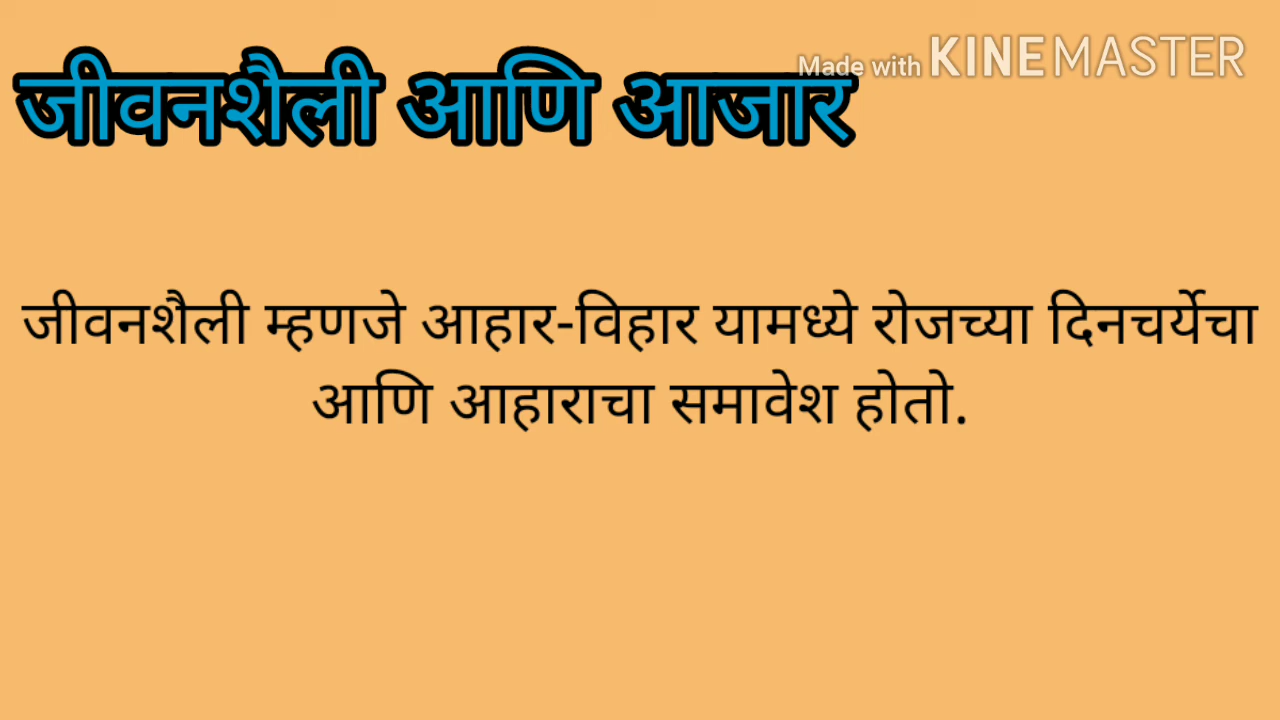 Made with KINEMASTER
जीवनशैली आणि आजार
जीवनशैली म्हणजे आहार-विहार यामध्ये रोजच्या दिनचर्येचा
आणि आहाराचा समावेश होतो.